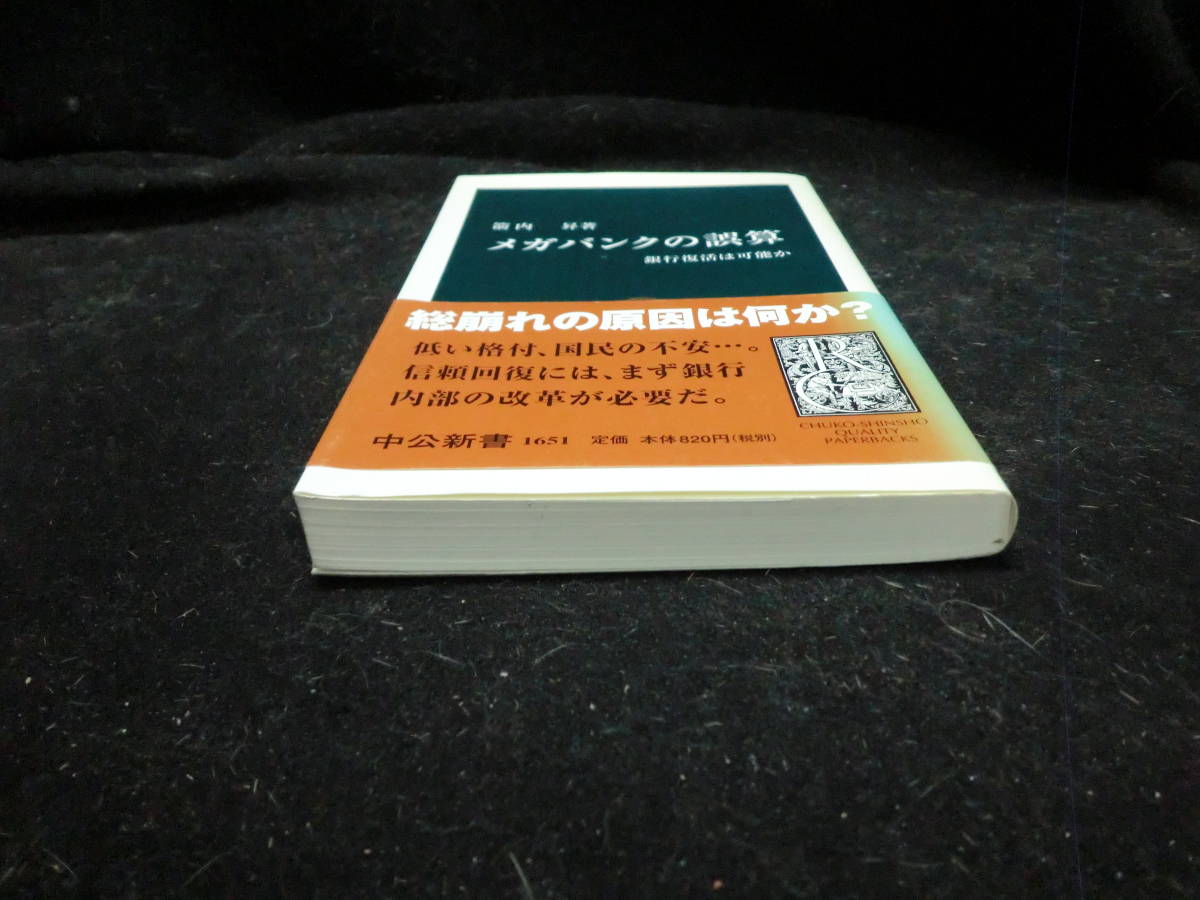 箭内 昇著
メガバンクの誤算
銀行復活は可能か
総崩れの原因は何か?
低い格付、国民の不安…。
信頼回復には、まず銀行
内部の改革が必要だ。
中公新書 1651 定価 本体820円(税別)
CHUKO-SHINSHO
QUALITY
PAPERBACKS